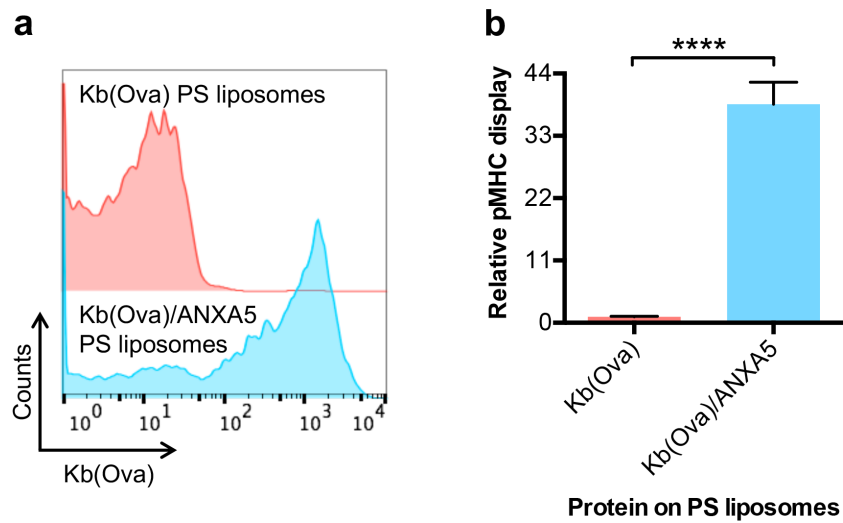 a
Kb(Ova) PS liposomes
Kb(Ova)/ANXA5
PS liposomes
Counts
10^0 10^1 10^2 10^3 10^4
Kb(Ova)
b
****
Relative pMHC display
44
33
22
11
0
Kb(Ova)
Kb(Ova)/ANXA5
Protein on PS liposomes